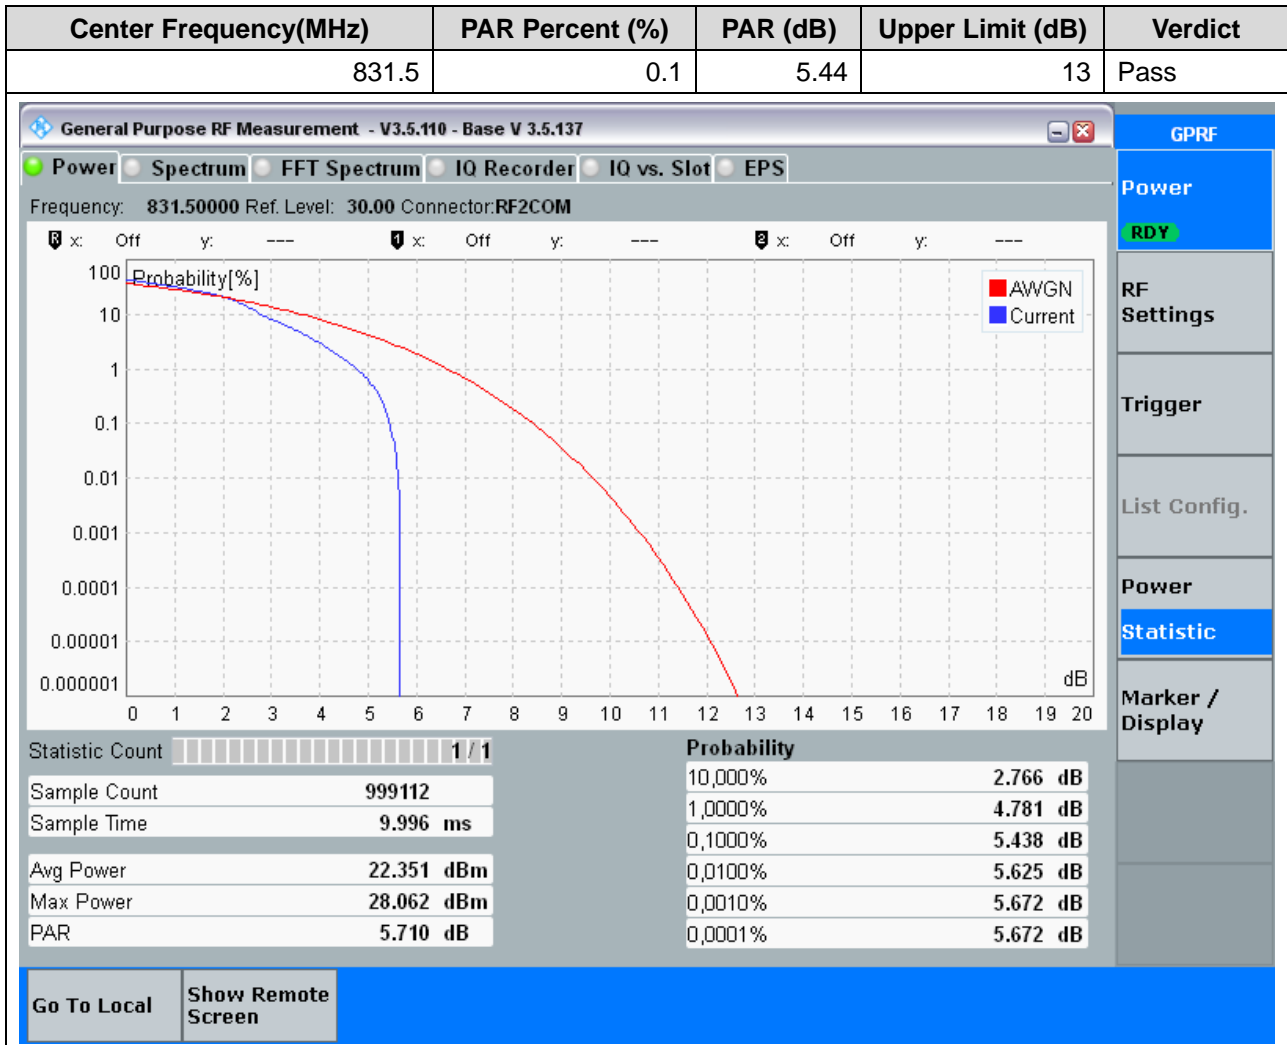 Center Frequency(MHz) PAR Percent (%) PAR (dB) Upper Limit (dB) Verdict
831.5 0.1 5.44 13 Pass
General Purpose RF Measurement - V3.5.110 - Base V 3.5.137
GPRF
Power Spectrum FFT Spectrum IQ Recorder IQ vs. Slot EPS
Frequency: 831.50000 Ref. Level: 30.00 Connector:RF2COM
R x: Off y: --- 1 x: Off y: --- 2 x: Off y: ---
Probability[%]
AWGN
Current
100
10
1
0.1
0.01
0.001
0.0001
0.00001
0.000001
dB
0 1 2 3 4 5 6 7 8 9 10 11 12 13 14 15 16 17 18 19 20
Statistic Count 1 / 1
Sample Count 999112
Sample Time 9.996 ms
Avg Power 22.351 dBm
Max Power 28.062 dBm
PAR 5.710 dB
Probability
10,000% 2.766 dB
1,0000% 4.781 dB
0,1000% 5.438 dB
0,0100% 5.625 dB
0,0010% 5.672 dB
0,0001% 5.672 dB
Power
RDY
RF
Settings
Trigger
List Config.
Power
Statistic
Marker /
Display
Go To Local
Show Remote
Screen